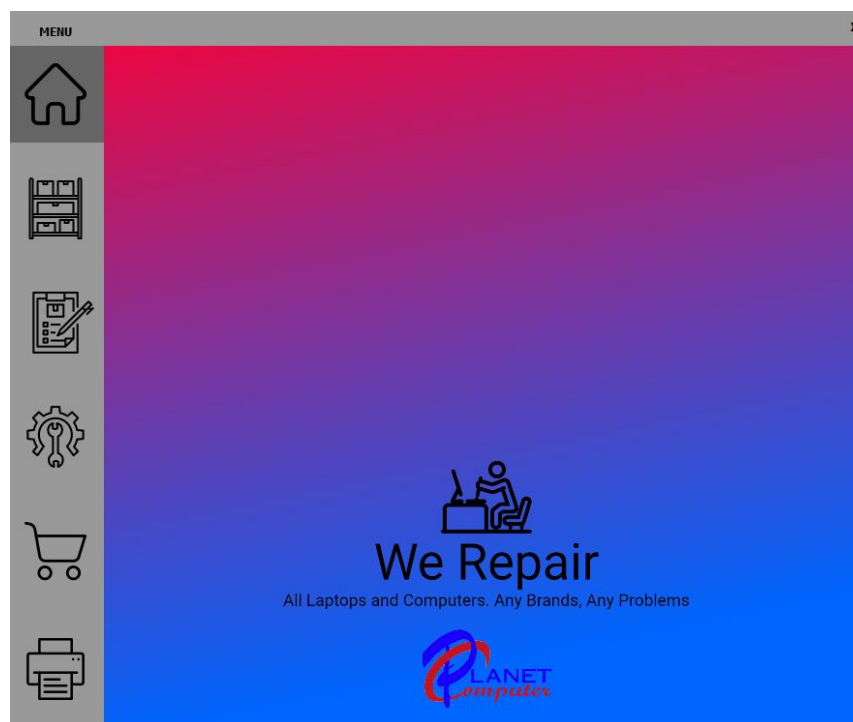 MENU
We Repair
All Laptops and Computers. Any Brands, Any Problems
PLANET
Computer